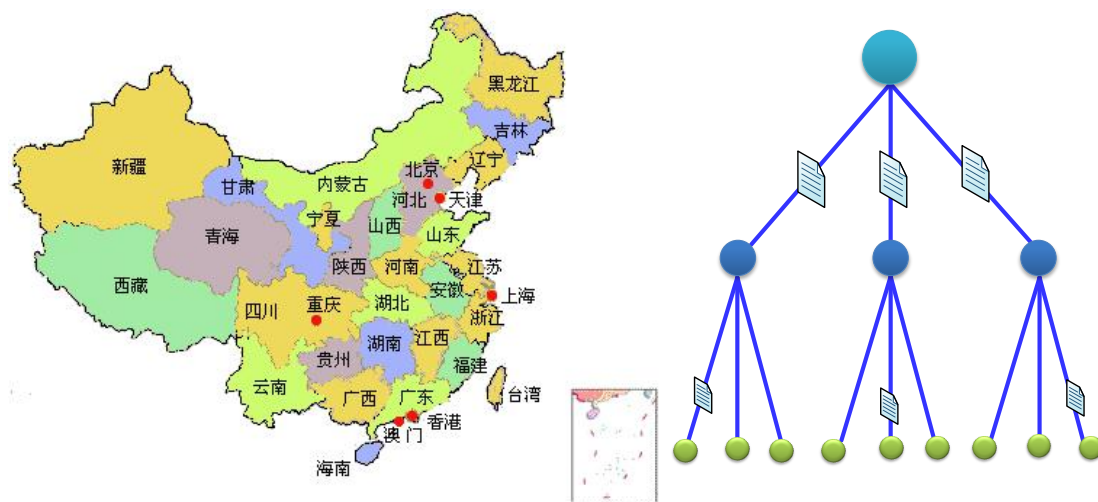 黑龙江
吉林
辽宁
新疆
甘肃
内蒙古
北京
天津
河北
宁夏
山西
山东
青海
陕西
河南
江苏
西藏
安徽
上海
四川
重庆
湖北
浙江
湖南
江西
贵州
福建
云南
广西
广东
台湾
香港
澳门
海南